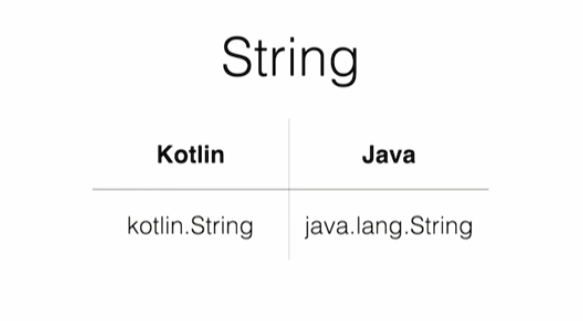 String
Kotlin Java
kotlin.String java.lang.String